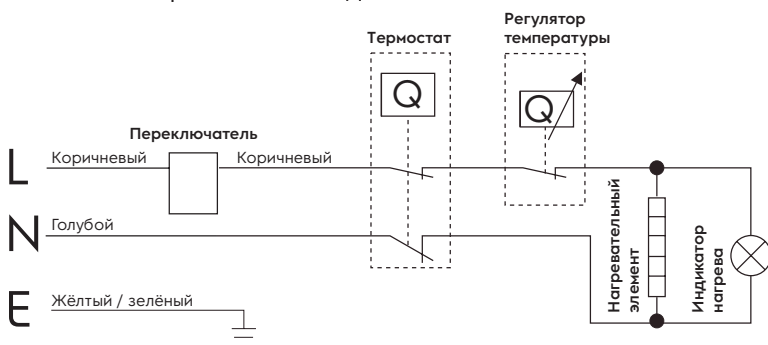 Термостат
Регулятор
температуры
Q
Q
Переключатель
L
Коричневый
Коричневый
N
Голубой
E
Жёлтый / зелёный
Нагревательный
элемент
Индикатор
нагрева